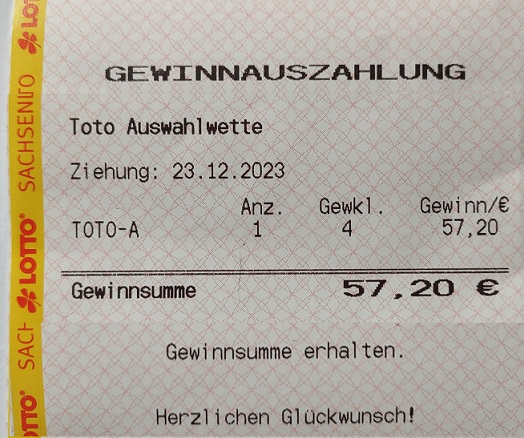 GEWINNAUSZAHLUNG
Toto Auswahlwette
Ziehung: 23.12.2023
Anz. Gewkl. Gewinn/€
TOTO-A 1 4 57,20
Gewinnsumme 57,20 €
Gewinnsumme erhalten.
Herzlichen Glückwunsch!
LOTTO
SACHSENLOTTO
LOTTO